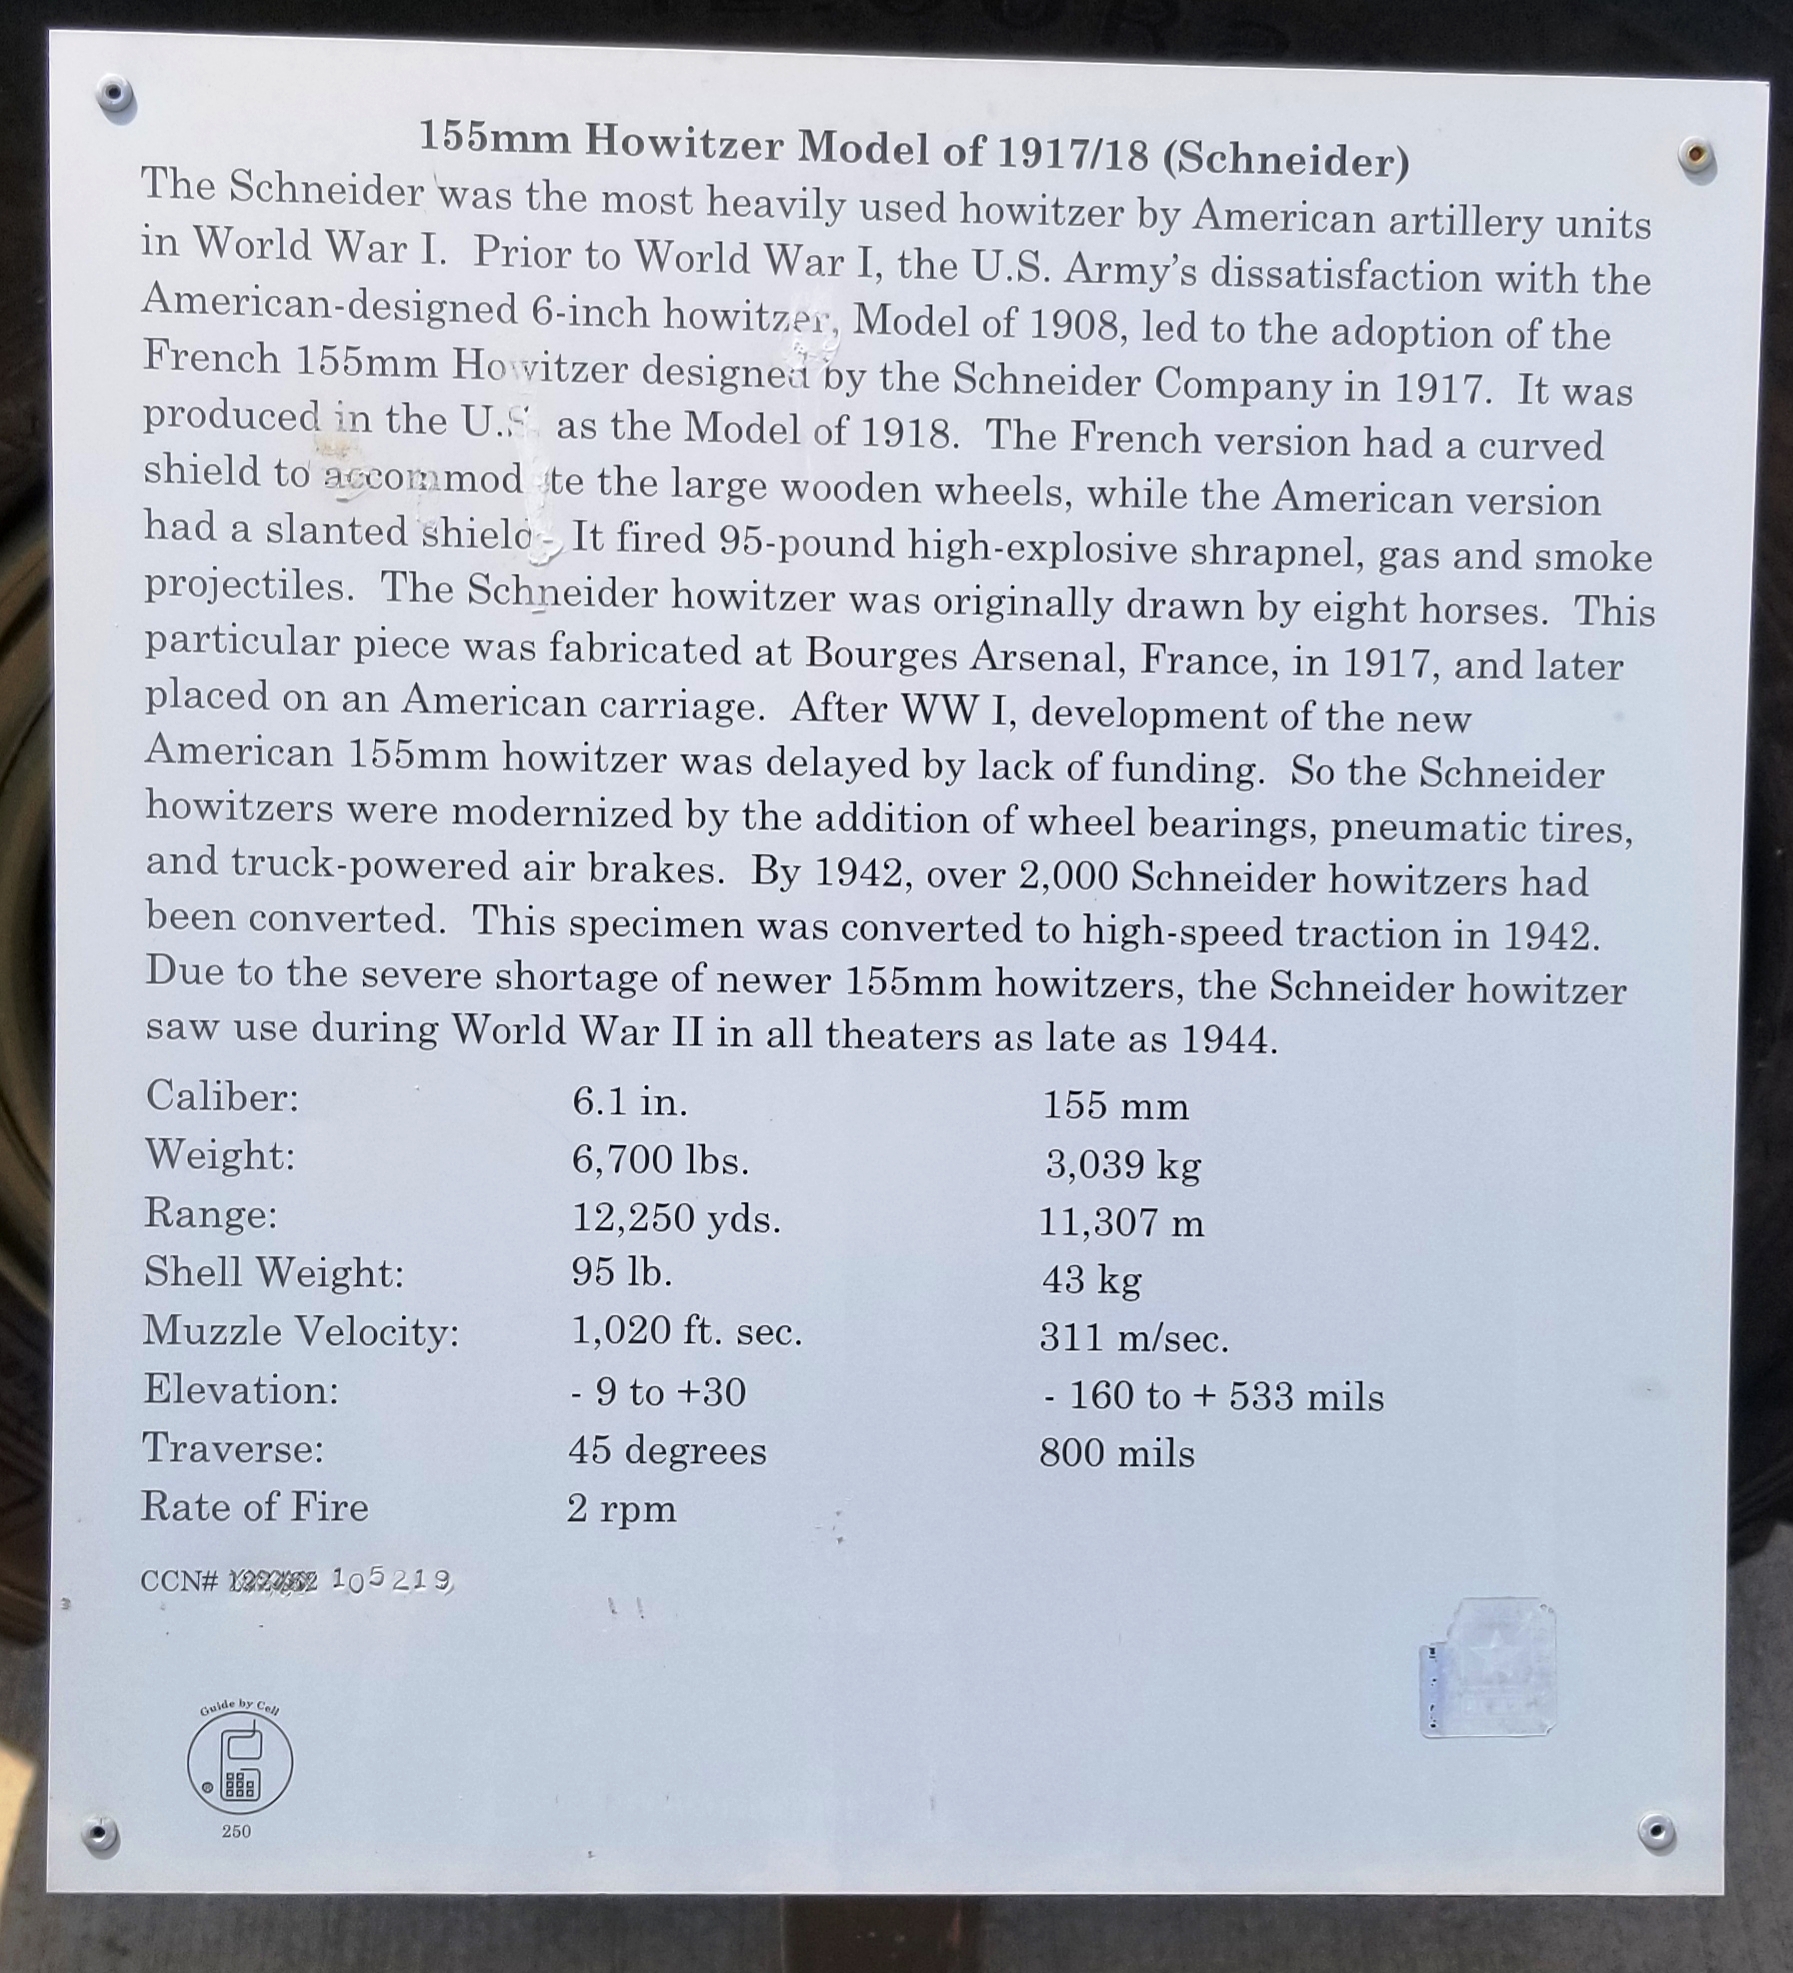 155mm Howitzer Model of 1917/18 (Schneider)
The Schneider was the most heavily used howitzer by American artillery units
in World War I. Prior to World War I, the U.S. Army's dissatisfaction with the
American-designed 6-inch howitzer, Model of 1908, led to the adoption of the
French 155mm Howitzer designed by the Schneider Company in 1917. It was
produced in the U.S. as the Model of 1918. The French version had a curved
shield to accommodate the large wooden wheels, while the American version
had a slanted shield. It fired 95-pound high-explosive shrapnel, gas and smoke
projectiles. The Schneider howitzer was originally drawn by eight horses. This
particular piece was fabricated at Bourges Arsenal, France, in 1917, and later
placed on an American carriage. After WW I, development of the new
American 155mm howitzer was delayed by lack of funding. So the Schneider
howitzers were modernized by the addition of wheel bearings, pneumatic tires,
and truck-powered air brakes. By 1942, over 2,000 Schneider howitzers had
been converted. This specimen was converted to high-speed traction in 1942.
Due to the severe shortage of newer 155mm howitzers, the Schneider howitzer
saw use during World War II in all theaters as late as 1944.
Caliber: 6.1 in. 155 mm
Weight: 6,700 lbs. 3,039 kg
Range: 12,250 yds. 11,307 m
Shell Weight: 95 lb. 43 kg
Muzzle Velocity: 1,020 ft. sec. 311 m/sec.
Elevation: - 9 to +30 - 160 to + 533 mils
Traverse: 45 degrees 800 mils
Rate of Fire 2 rpm
CCN# 105219
Guide by Cell
250